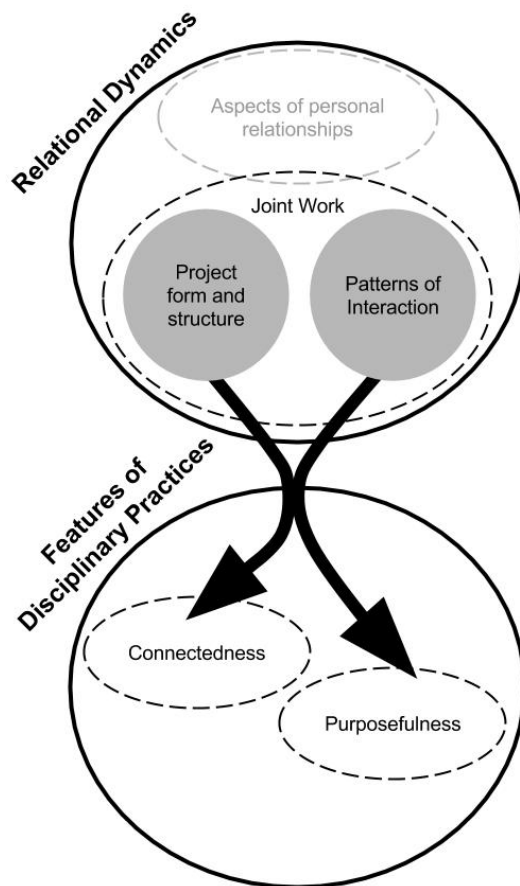 Relational Dynamics
Aspects of personal
relationships
Joint Work
Project
form and
structure
Patterns of
Interaction
Features of
Disciplinary Practices
Connectedness
Purposefulness